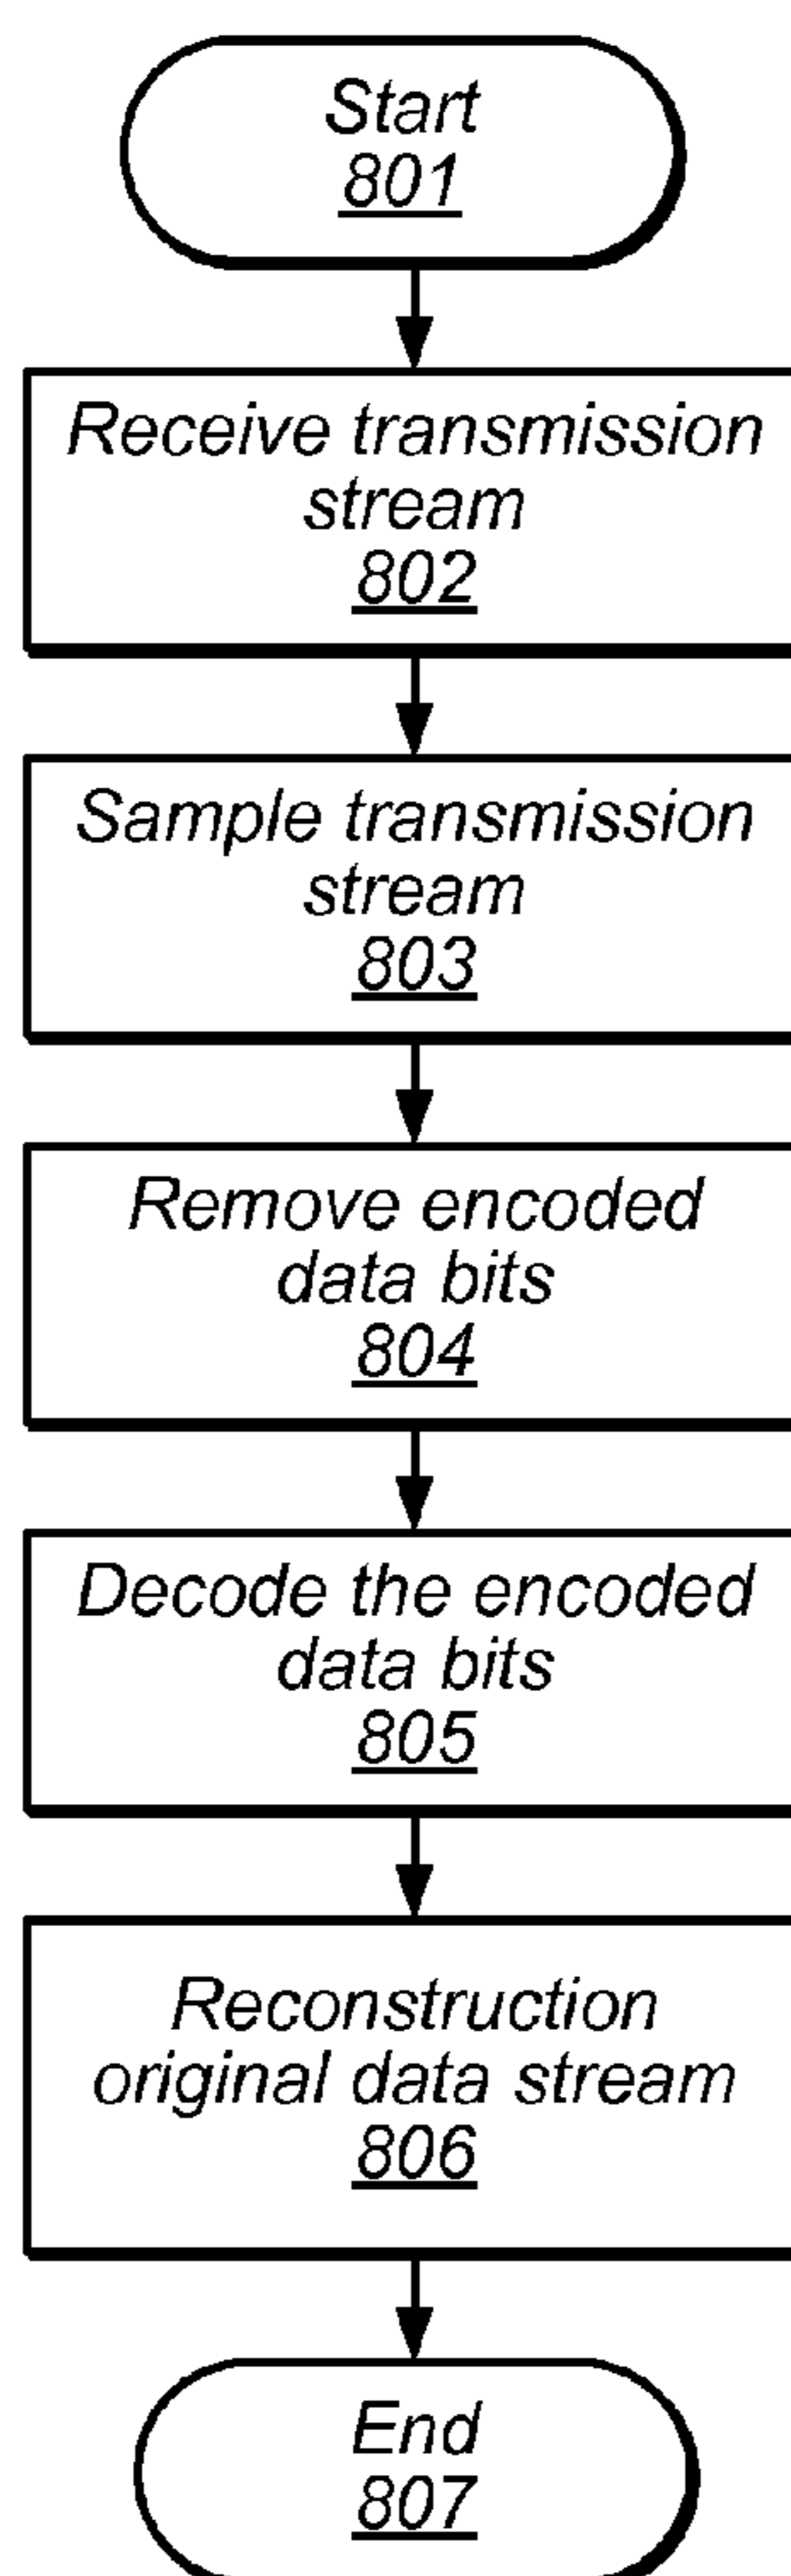 Start
801
Receive transmission
stream
802
Sample transmission
stream
803
Remove encoded
data bits
804
Decode the encoded
data bits
805
Reconstruction
original data stream
806
End
807